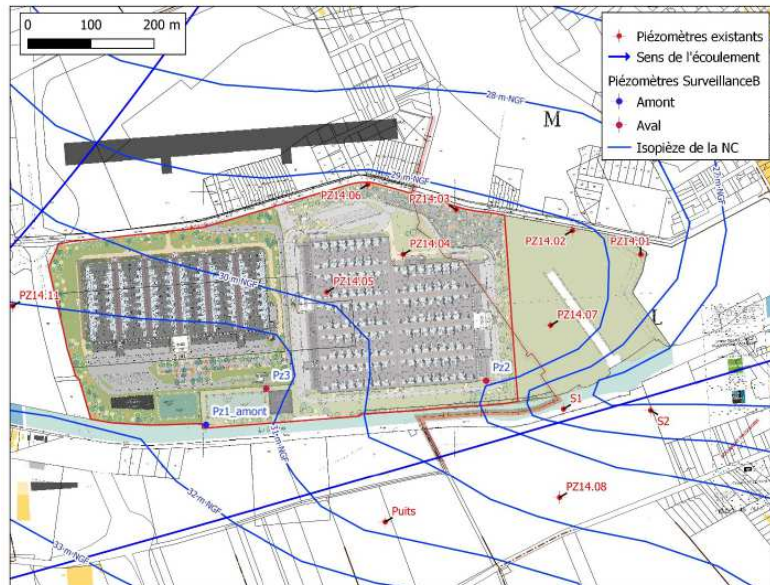 0 100 200 m
Piézomètres existants
Sens de l'écoulement
Piézomètres SurveillanceB
Amont
Aval
Isopièze de la NC
28-m-NGF
M
29-m-NGF
27-m-NGF
PZ14.06
PZ14.03
PZ14.02
PZ14.01
PZ14.04
30-m-NGF
PZ14.05
PZ14.11
PZ14.07
L
Pz3
Pz2
Pz1_amont
S1
S2
31-m-NGF
32-m-NGF
PZ14.08
Puits
33-m-NGF